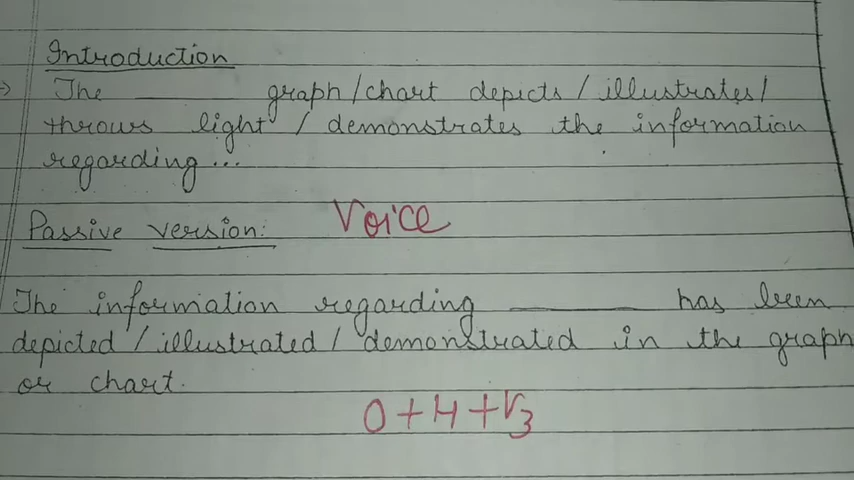 Introduction
→ The ______ graph/chart depicts/illustrates/
throws light / demonstrates the information
regarding...
Passive version: Voice
The information regarding ______ has been
depicted/illustrated/demonstrated in the graph
or chart.
O+H+V3